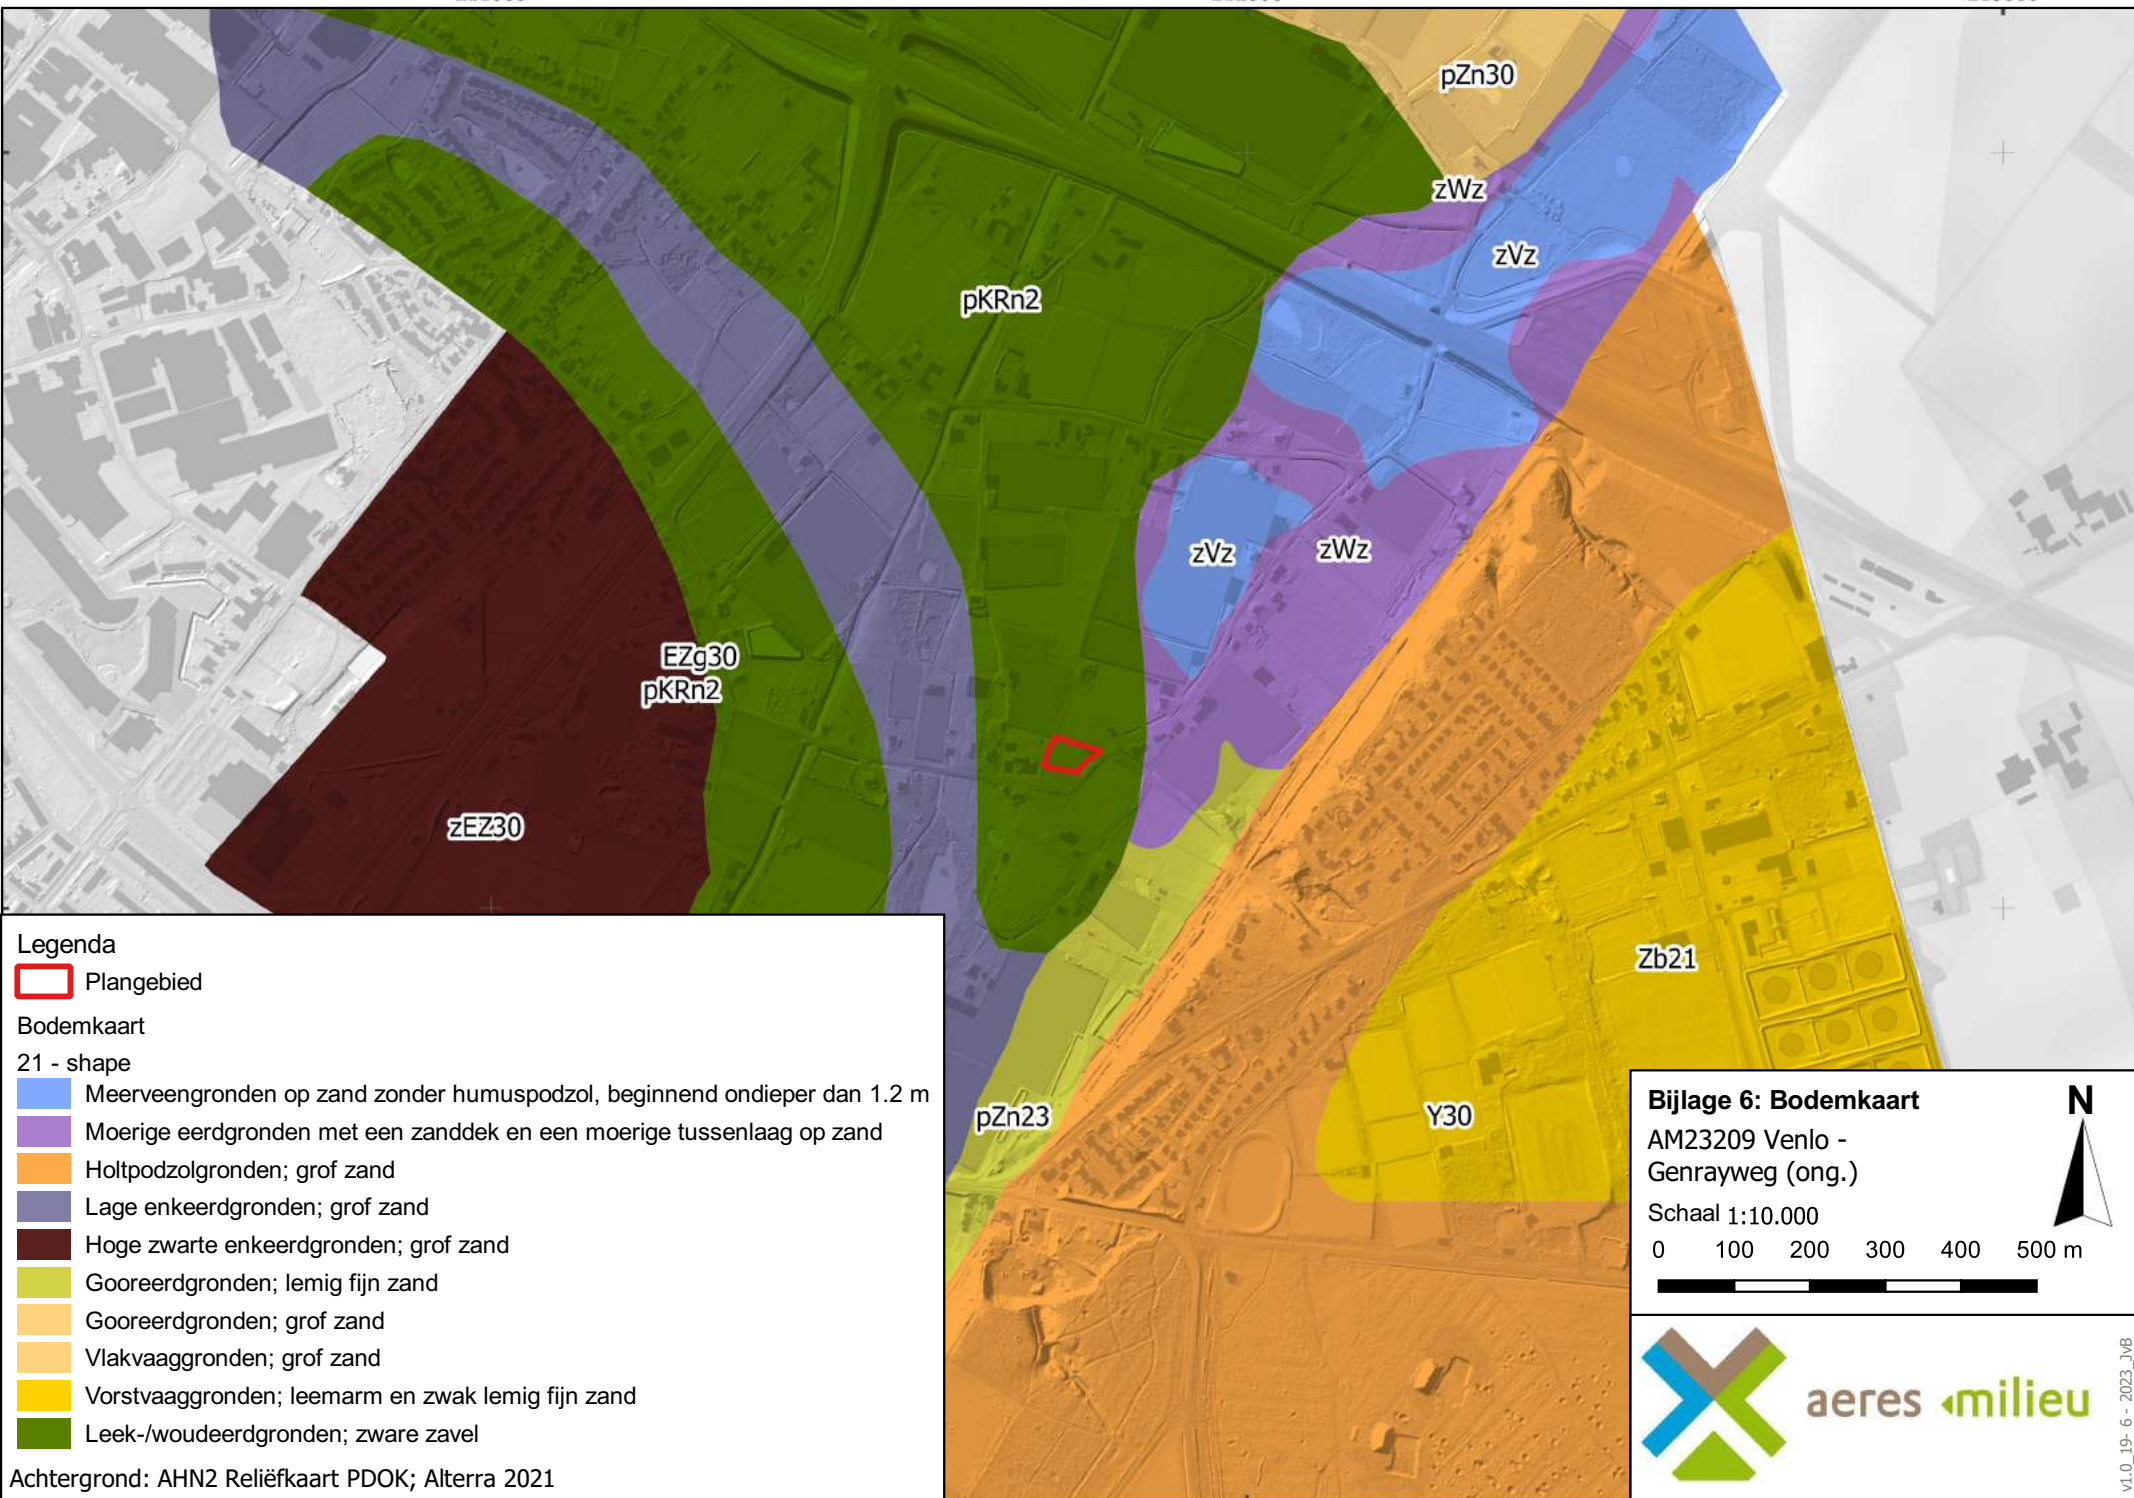 pZn30
zWz
zVz
pKRn2
zVz
zWz
EZg30
pKRn2
zEZ30
Zb21
Y30
pZn23
Legenda
Plangebied
Bodemkaart
21 - shape
Meerveengronden op zand zonder humuspodzol, beginnend ondieper dan 1.2 m
Moerige eerdgronden met een zanddek en een moerige tussenlaag op zand
Holtpodzolgronden; grof zand
Lage enkeerdgronden; grof zand
Hoge zwarte enkeerdgronden; grof zand
Gooreerdgronden; lemig fijn zand
Gooreerdgronden; grof zand
Vlakvaaggronden; grof zand
Vorstvaaggronden; leemarm en zwak lemig fijn zand
Leek-/woudeerdgronden; zware zavel
Achtergrond: AHN2 Reliëfkaart PDOK; Alterra 2021
Bijlage 6: Bodemkaart
N
AM23209 Venlo -
Genrayweg (ong.)
Schaal 1:10.000
0 100 200 300 400 500 m
aeres milieu
v1.0_19- 6 - 2023_JvB